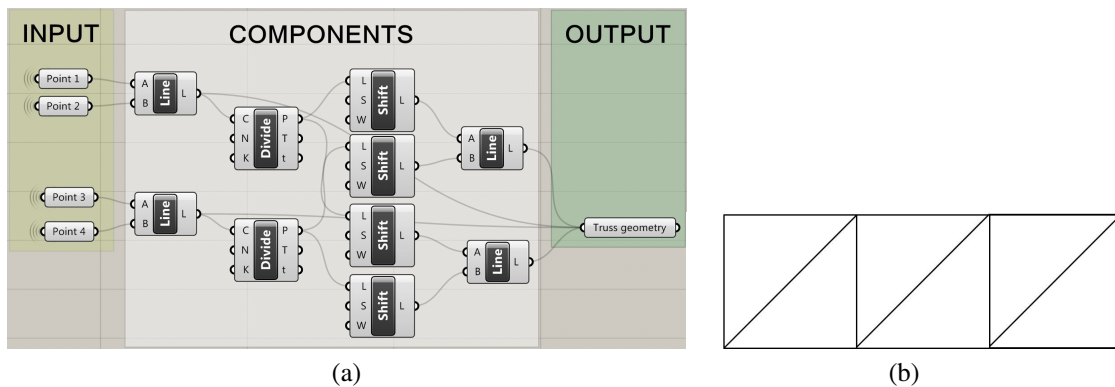 INPUT
COMPONENTS
OUTPUT
Point 1
Point 2
A
B
Line
L
C
N
K
Divide
P
T
t
L
S
W
Shift
L
L
S
W
Shift
L
A
B
Line
L
Point 3
Point 4
A
B
Line
L
C
N
K
Divide
P
T
t
L
S
W
Shift
L
L
S
W
Shift
L
A
B
Line
L
Truss geometry
(a)
(b)